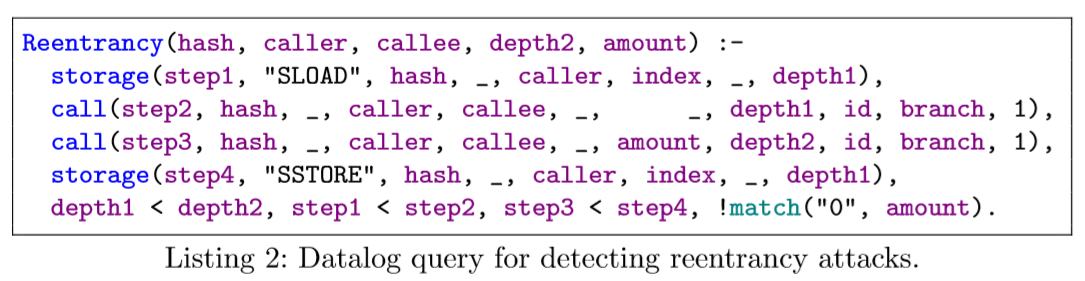 Reentrancy(hash, caller, callee, depth2, amount) :-
storage(step1, "SLOAD", hash, _, caller, index, _, depth1),
call(step2, hash, _, caller, callee, _, _, depth1, id, branch, 1),
call(step3, hash, _, caller, callee, _, amount, depth2, id, branch, 1),
storage(step4, "SSTORE", hash, _, caller, index, _, depth1),
depth1 < depth2, step1 < step2, step3 < step4, !match("0", amount).
Listing 2: Datalog query for detecting reentrancy attacks.